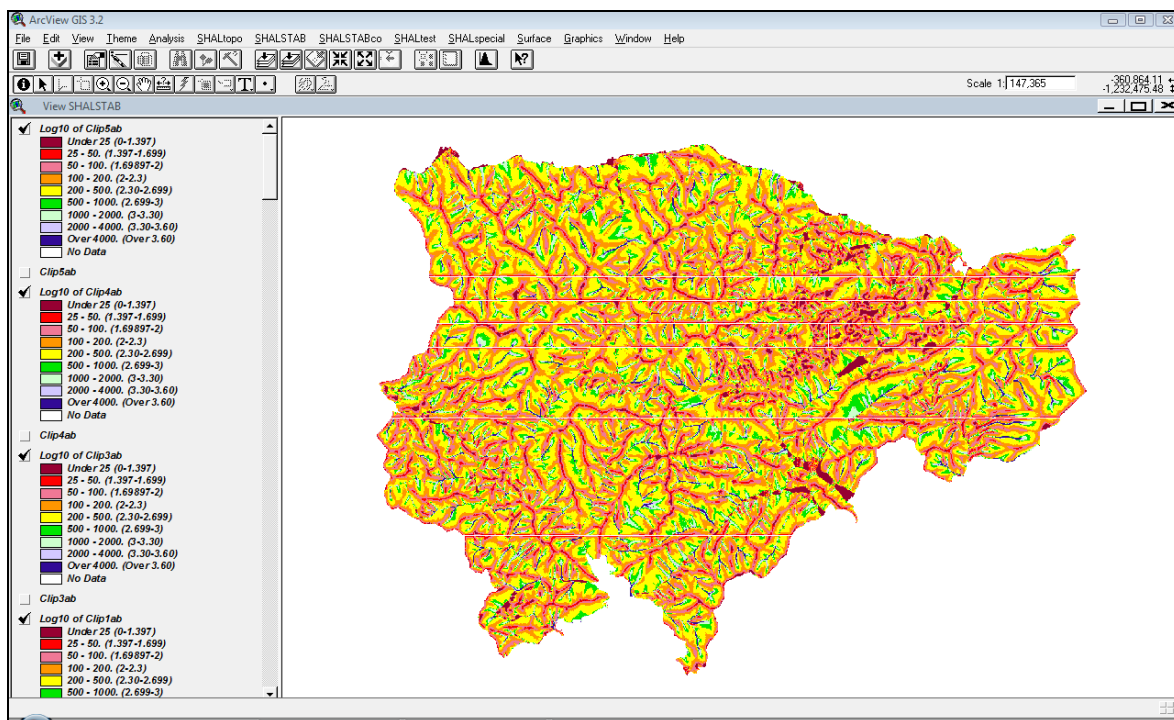 ArcView GIS 3.2
File Edit View Theme Analysis SHALtopo SHALSTAB SHALSTABco SHALtest SHALspecial Surface Graphics Window Help
Scale 1: 147,365
-360,864.11
-1,232,475.48
View SHALSTAB
Log10 of Clip5ab
Under 25 (0-1.397)
25 - 50. (1.397-1.699)
50 - 100. (1.69897-2)
100 - 200. (2-2.3)
200 - 500. (2.30-2.699)
500 - 1000. (2.699-3)
1000 - 2000. (3-3.30)
2000 - 4000. (3.30-3.60)
Over 4000. (Over 3.60)
No Data
Clip5ab
Log10 of Clip4ab
Under 25 (0-1.397)
25 - 50. (1.397-1.699)
50 - 100. (1.69897-2)
100 - 200. (2-2.3)
200 - 500. (2.30-2.699)
500 - 1000. (2.699-3)
1000 - 2000. (3-3.30)
2000 - 4000. (3.30-3.60)
Over 4000. (Over 3.60)
No Data
Clip4ab
Log10 of Clip3ab
Under 25 (0-1.397)
25 - 50. (1.397-1.699)
50 - 100. (1.69897-2)
100 - 200. (2-2.3)
200 - 500. (2.30-2.699)
500 - 1000. (2.699-3)
1000 - 2000. (3-3.30)
2000 - 4000. (3.30-3.60)
Over 4000. (Over 3.60)
No Data
Clip3ab
Log10 of Clip1ab
Under 25 (0-1.397)
25 - 50. (1.397-1.699)
50 - 100. (1.69897-2)
100 - 200. (2-2.3)
200 - 500. (2.30-2.699)
500 - 1000. (2.699-3)